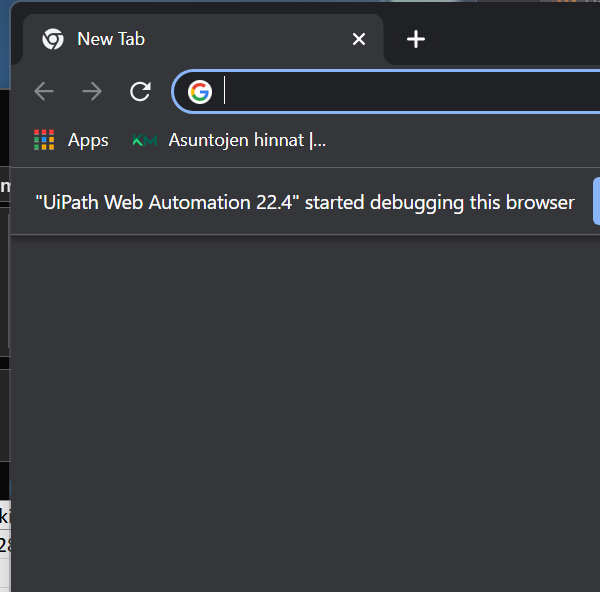 New Tab
Apps KM Asuntojen hinnat |...
"UiPath Web Automation 22.4" started debugging this browser
m
ki
28